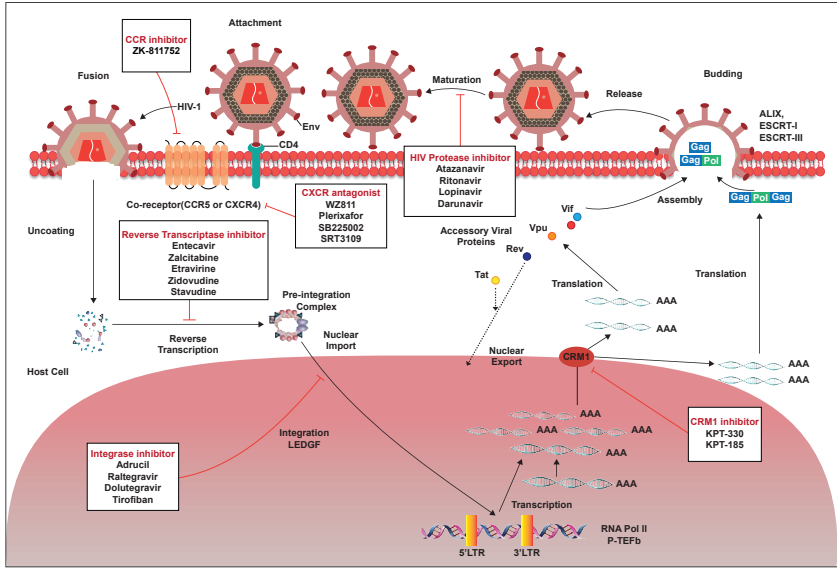 Attachment
CCR inhibitor
ZK-811752
Fusion
HIV-1
Env
CD4
Maturation
Release
Budding
ALIX,
ESCRT-I
ESCRT-III
Gag
Gag Pol
HIV Protease inhibitor
Atazanavir
Ritonavir
Lopinavir
Darunavir
CXCR antagonist
WZ811
Plerixafor
SB225002
SRT3109
Co-receptor(CCR5 or CXCR4)
Assembly
Gag Pol Gag
Uncoating
Reverse Transcriptase inhibitor
Entecavir
Zalcitabine
Etravirine
Zidovudine
Stavudine
Accessory Viral
Proteins
Vif
Vpu
Rev
Tat
Translation
Translation
AAA
AAA
Pre-integration
Complex
Reverse
Transcription
Nuclear
Import
Nuclear
Export
CRM1
AAA
AAA
Host Cell
AAA
AAA
AAA
AAA
AAA
CRM1 inhibitor
KPT-330
KPT-185
Integration
LEDGF
Integrase inhibitor
Adrucil
Raltegravir
Dolutegravir
Tirofiban
Transcription
RNA Pol II
P-TEFb
5'LTR
3'LTR